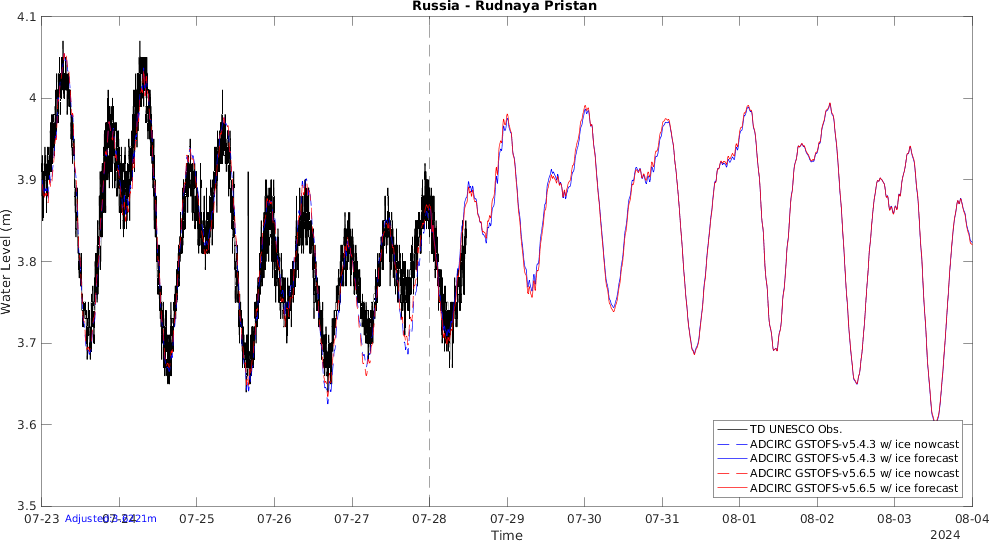 Russia - Rudnaya Pristan
Water Level (m)
4.1
4
3.9
3.8
3.7
3.6
3.5
TD UNESCO Obs.
ADCIRC GSTOFS-v5.4.3 w/ ice nowcast
ADCIRC GSTOFS-v5.4.3 w/ ice forecast
ADCIRC GSTOFS-v5.6.5 w/ ice nowcast
ADCIRC GSTOFS-v5.6.5 w/ ice forecast
07-23 07-24 07-25 07-26 07-27 07-28 07-29 07-30 07-31 08-01 08-02 08-03 08-04
Adjusted
Time
2024